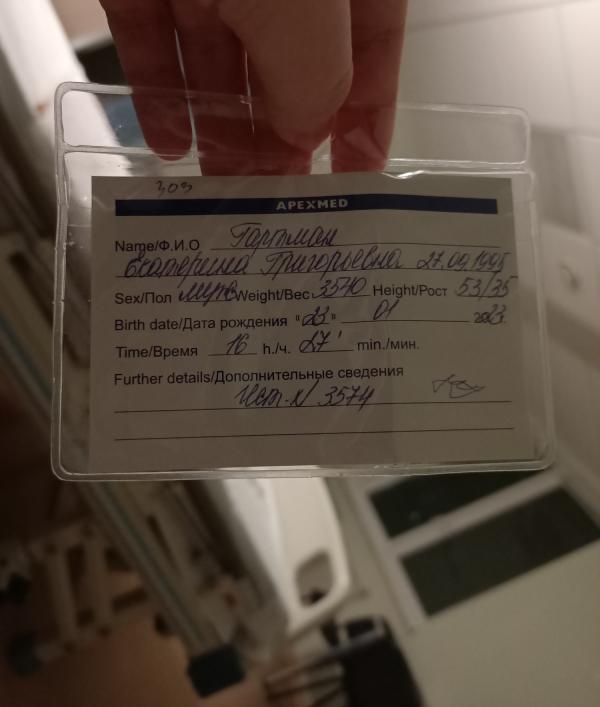 309
APEXMED
Name/Ф.И.О Гартман
Екатерина Григорьевна 27.09.1995
Sex/Пол муж Weight/Вес 3540 Height/Рост 53/35
Birth date/Дата рождения "23" 01 2023
Time/Время 16 h./ч. 27' min./мин.
Further details/Дополнительные сведения
Ист. N 3574